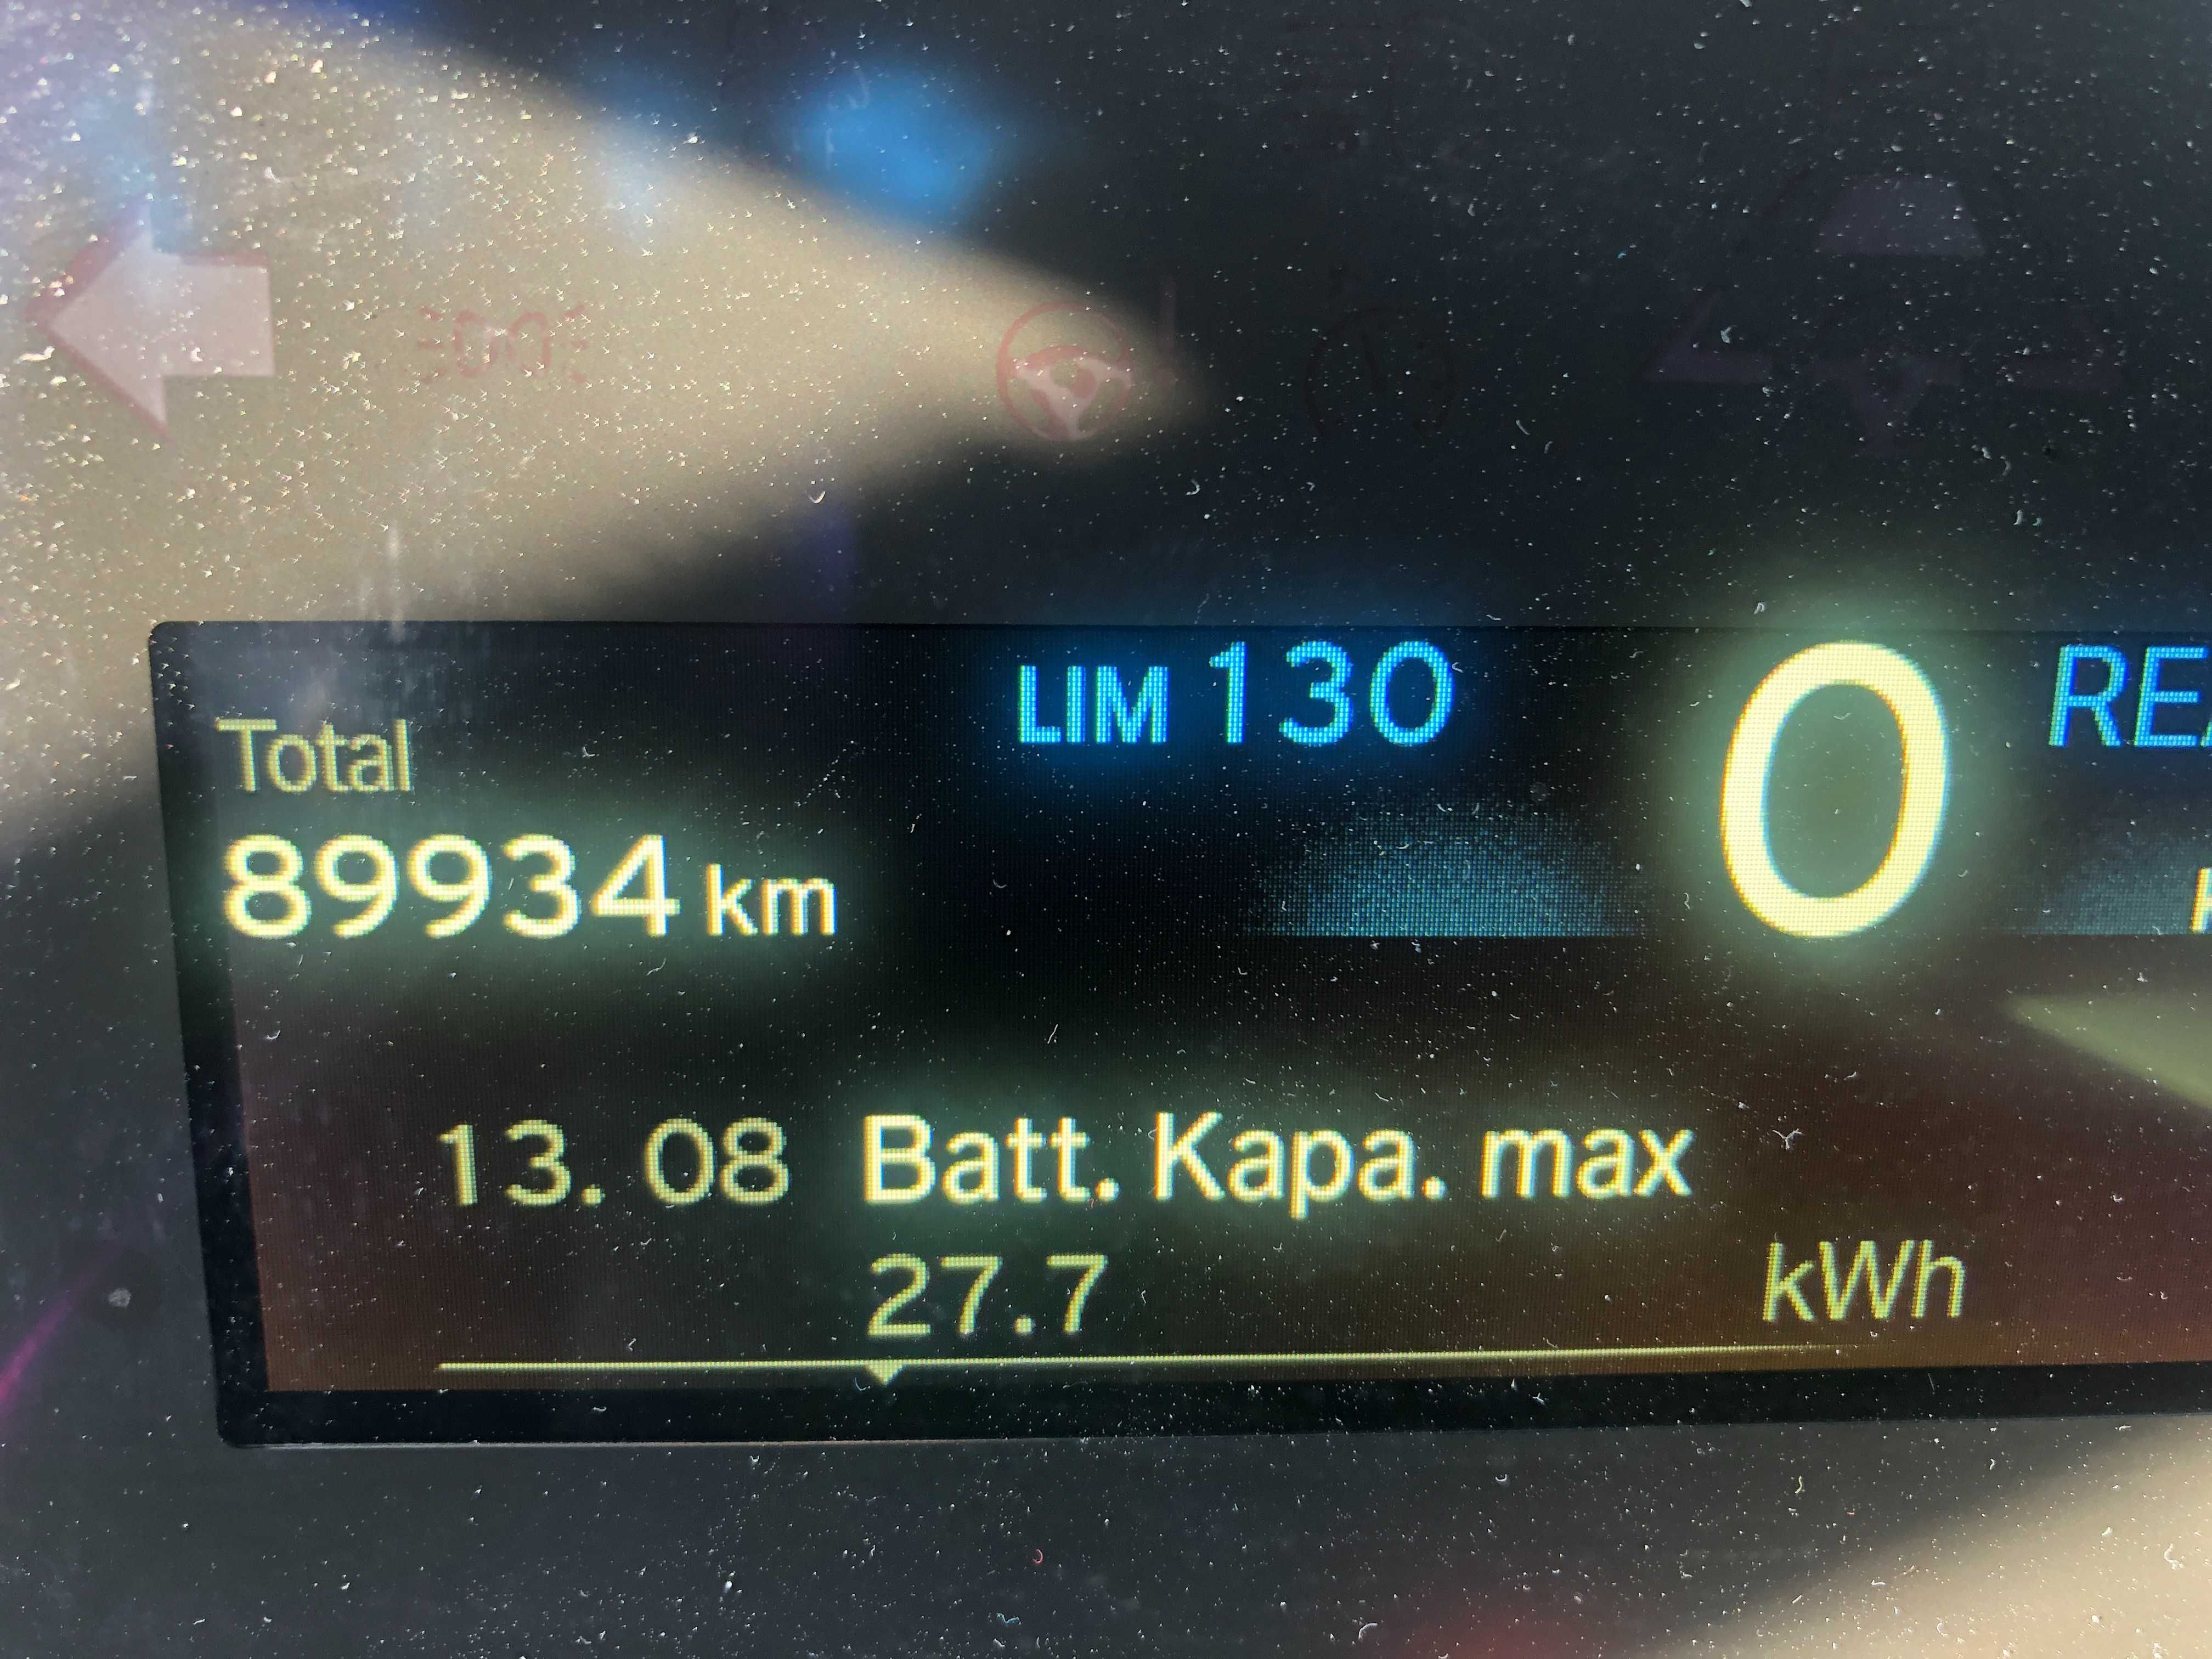 LIM 130
0
Total
89934 km
13. 08 Batt. Kapa. max
27.7 kWh